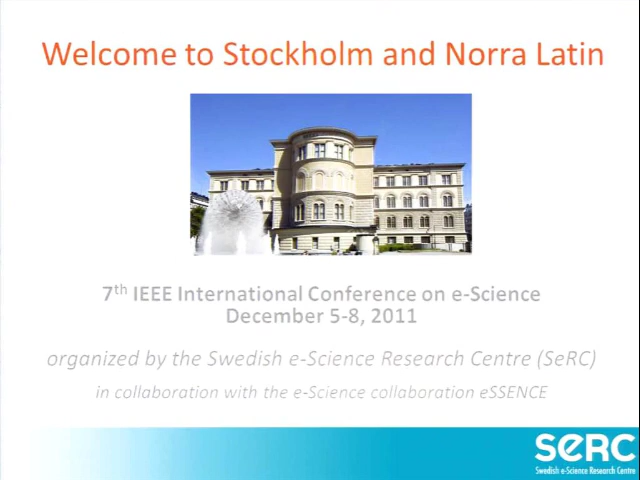 Welcome to Stockholm and Norra Latin
7th IEEE International Conference on e-Science
December 5-8, 2011
organized by the Swedish e-Science Research Centre (SeRC)
in collaboration with the e-Science collaboration eSSENCE
SeRC
Swedish e-Science Research Centre